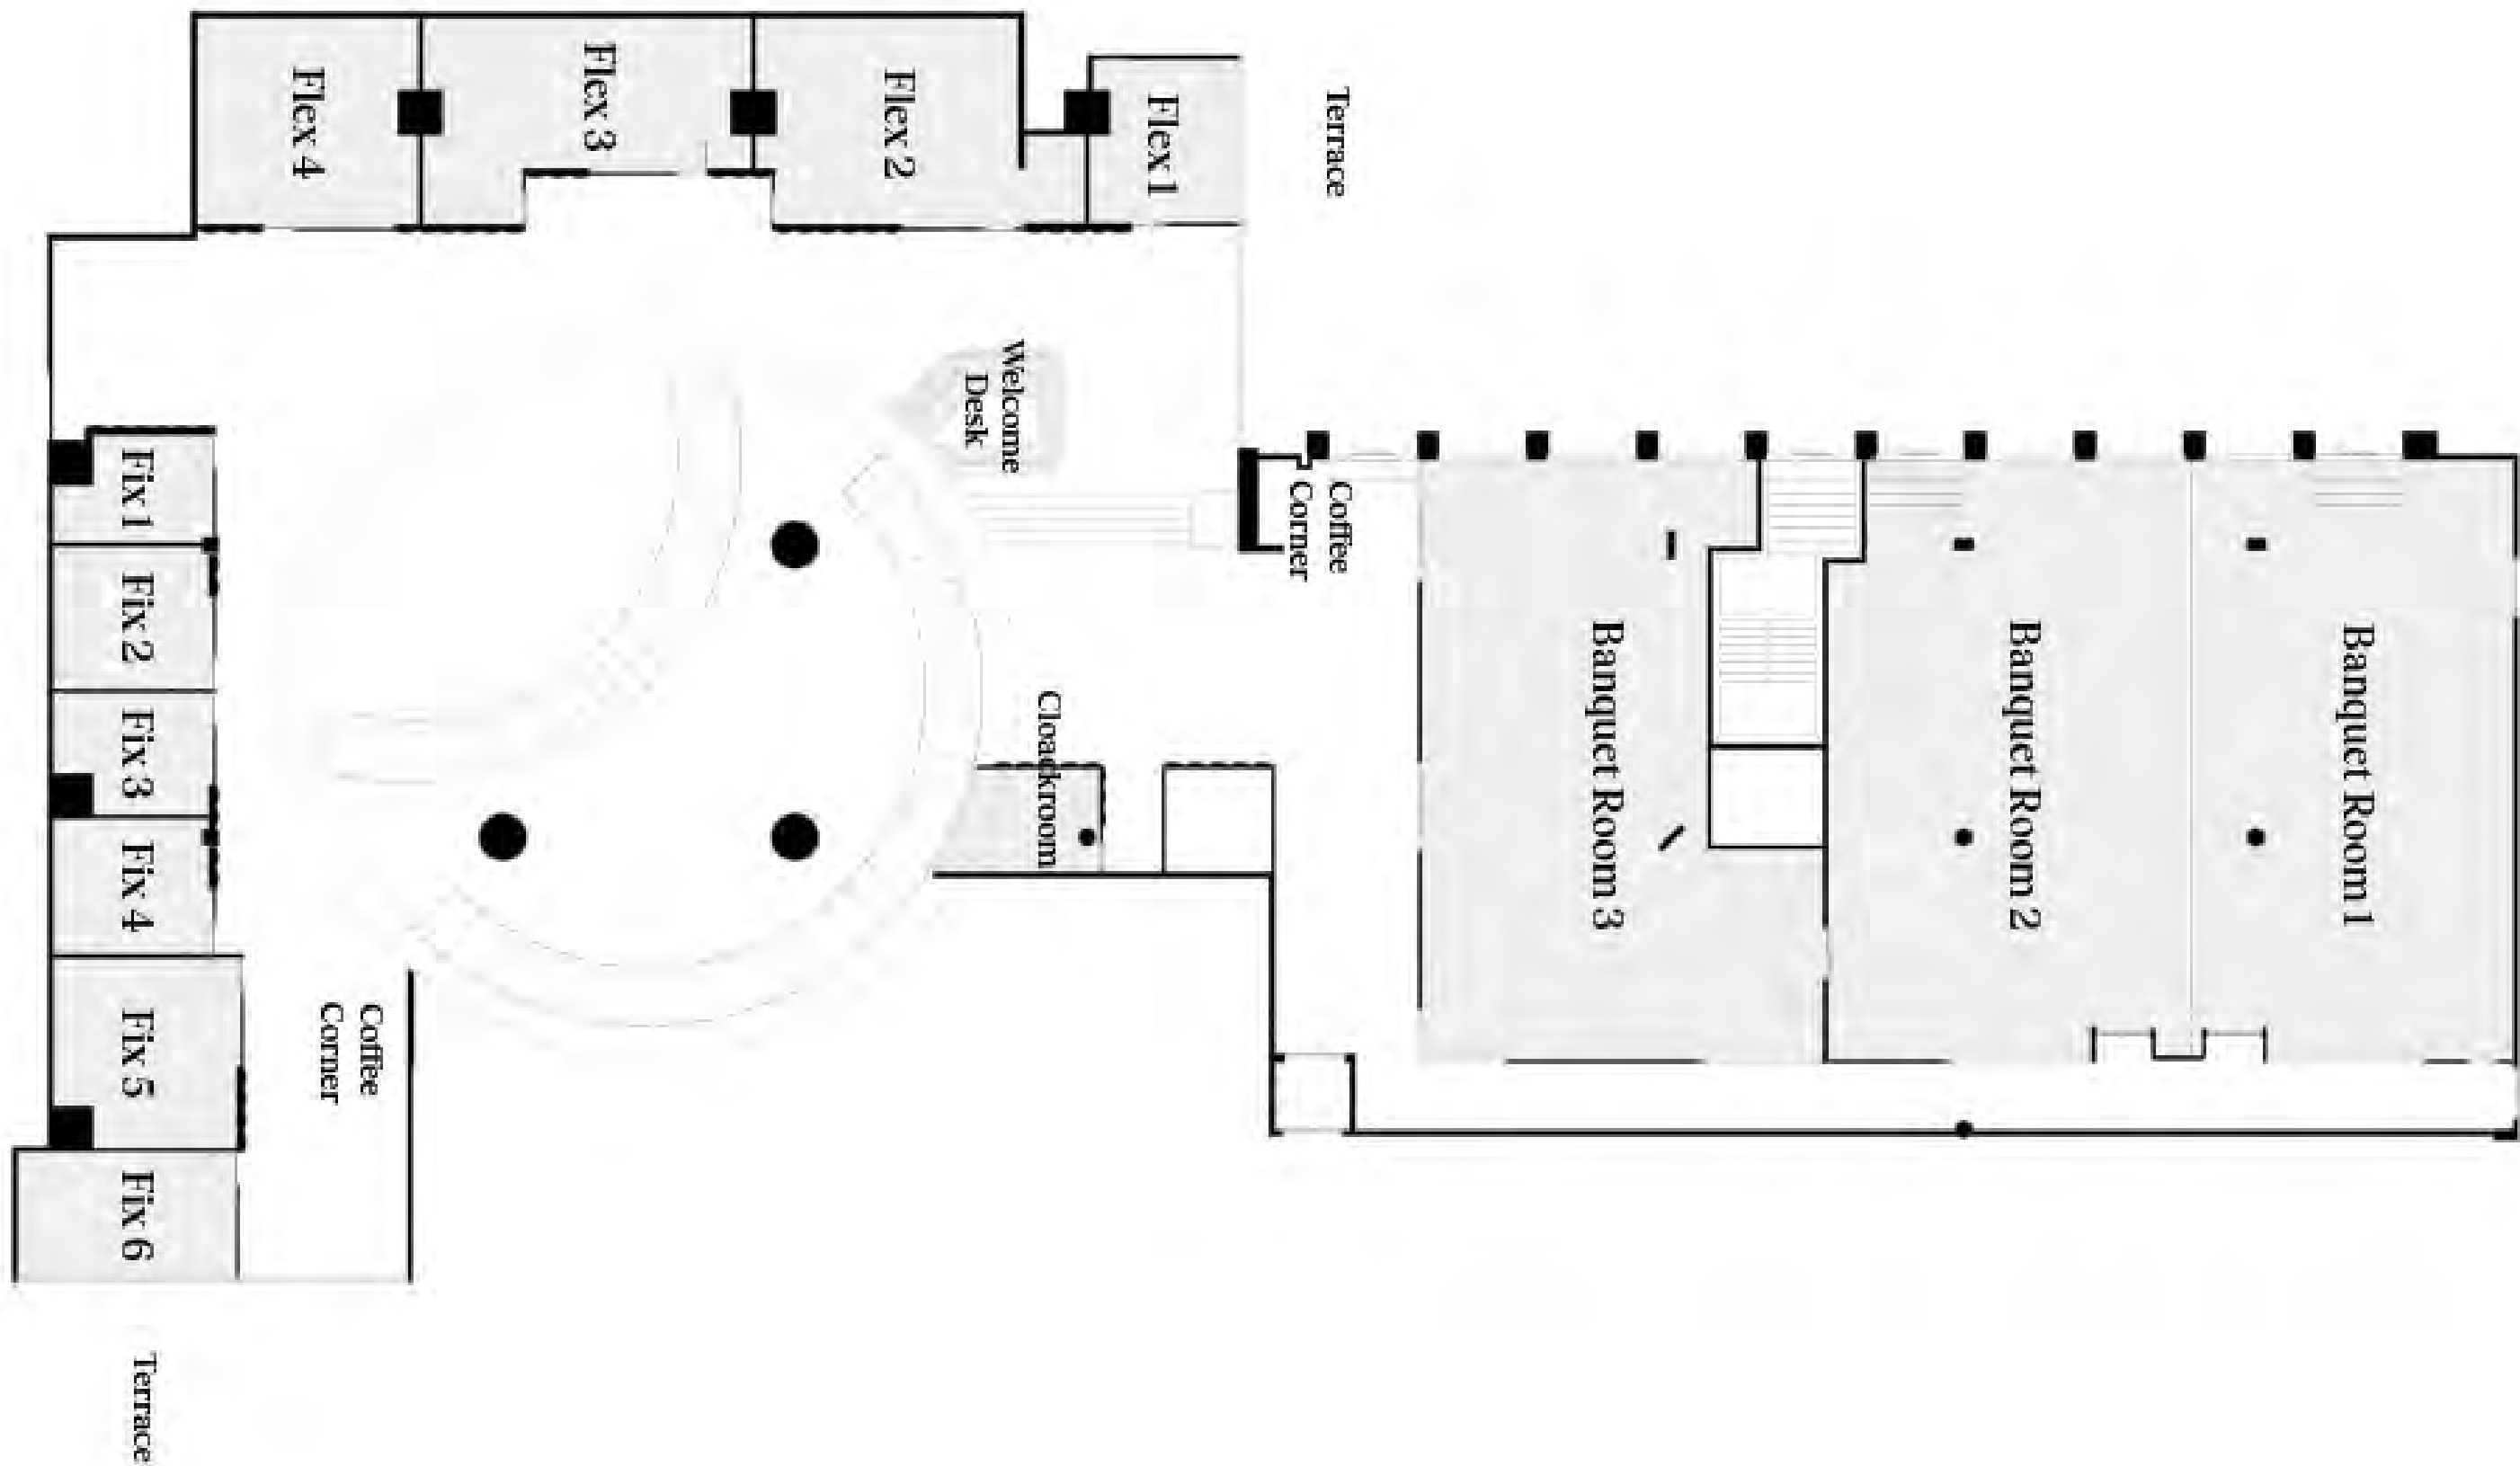 Flex 4
Flex 3
Flex 2
Flex 1
Terrace
Welcome
Desk
Coffee
Corner
Fix 1
Fix 2
Fix 3
Fix 4
Fix 5
Fix 6
Cloackroom
Banquet Room 3
Banquet Room 2
Banquet Room 1
Coffee
Corner
Terrace